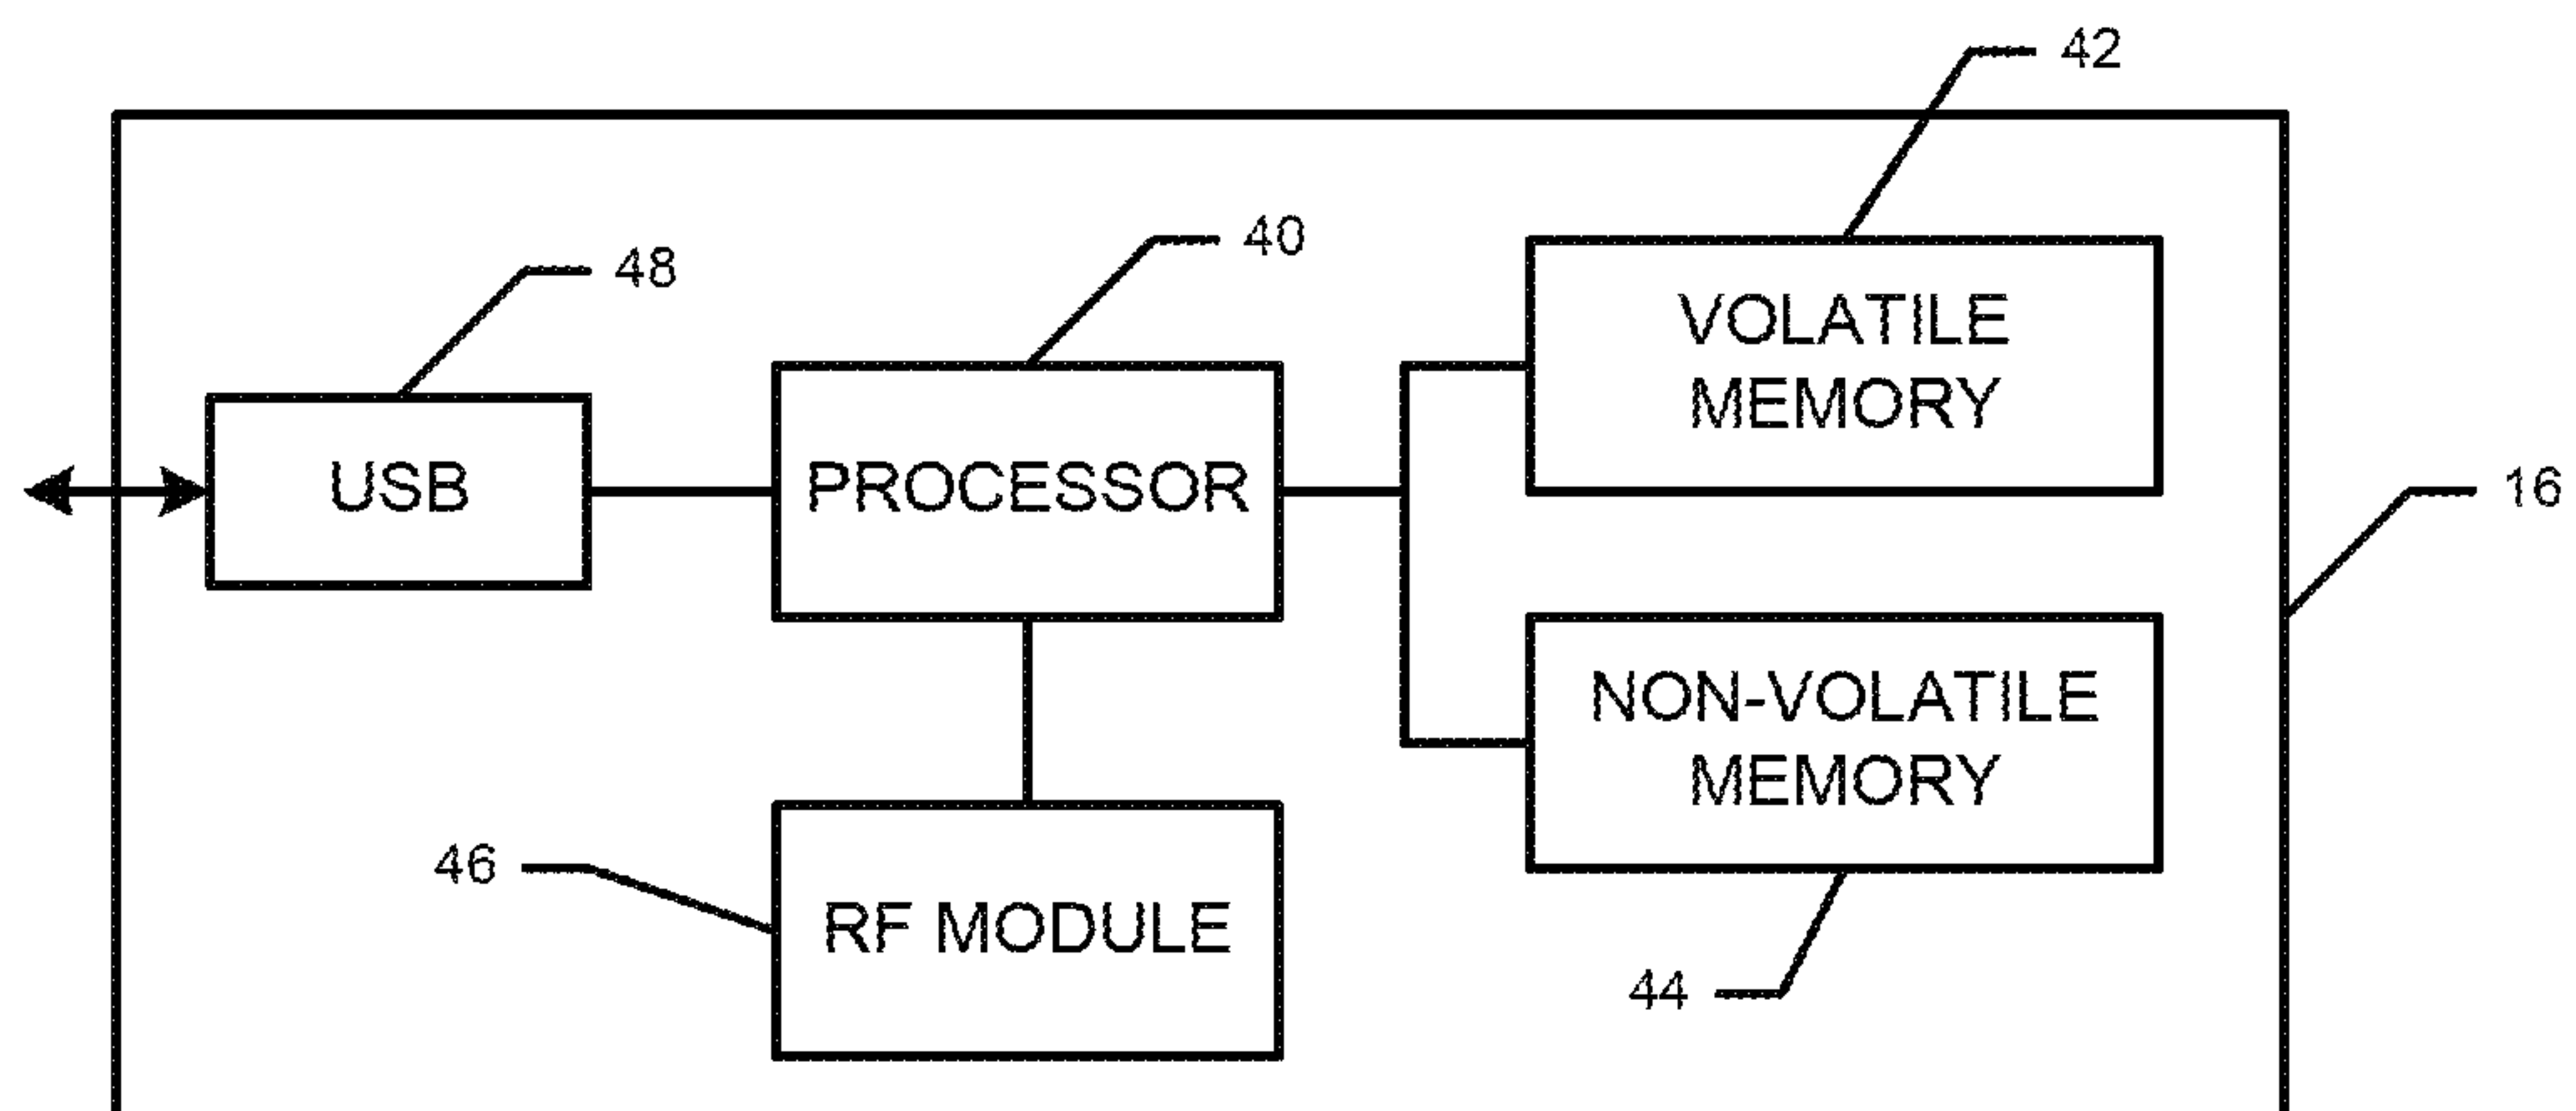 42
40
48
VOLATILE
MEMORY
USB
PROCESSOR
16
NON-VOLATILE
MEMORY
46
RF MODULE
44